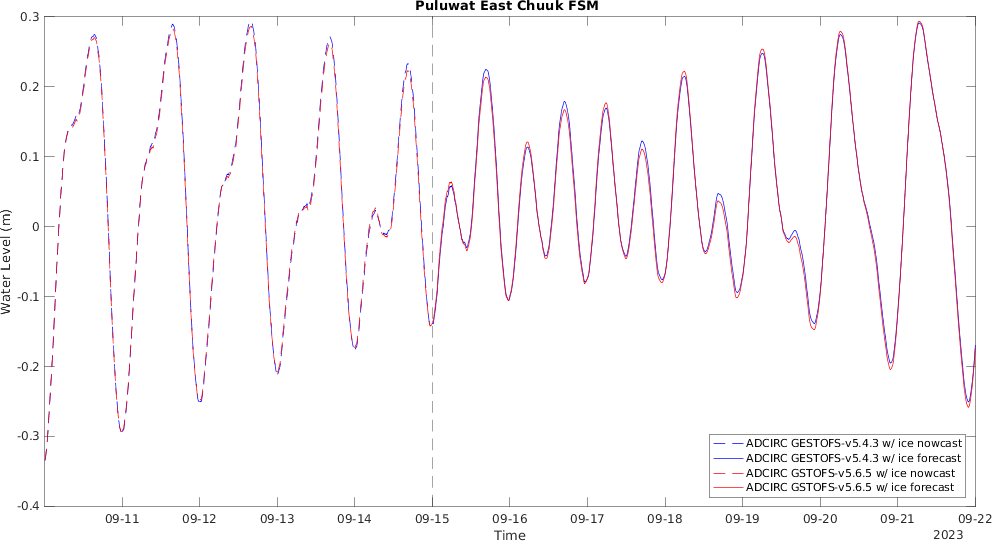 Puluwat East Chuuk FSM
0.3
0.2
0.1
0
-0.1
-0.2
-0.3
-0.4
Water Level (m)
ADCIRC GESTOFS-v5.4.3 w/ ice nowcast
ADCIRC GESTOFS-v5.4.3 w/ ice forecast
ADCIRC GSTOFS-v5.6.5 w/ ice nowcast
ADCIRC GSTOFS-v5.6.5 w/ ice forecast
09-11 09-12 09-13 09-14 09-15 09-16 09-17 09-18 09-19 09-20 09-21 09-22
Time
2023